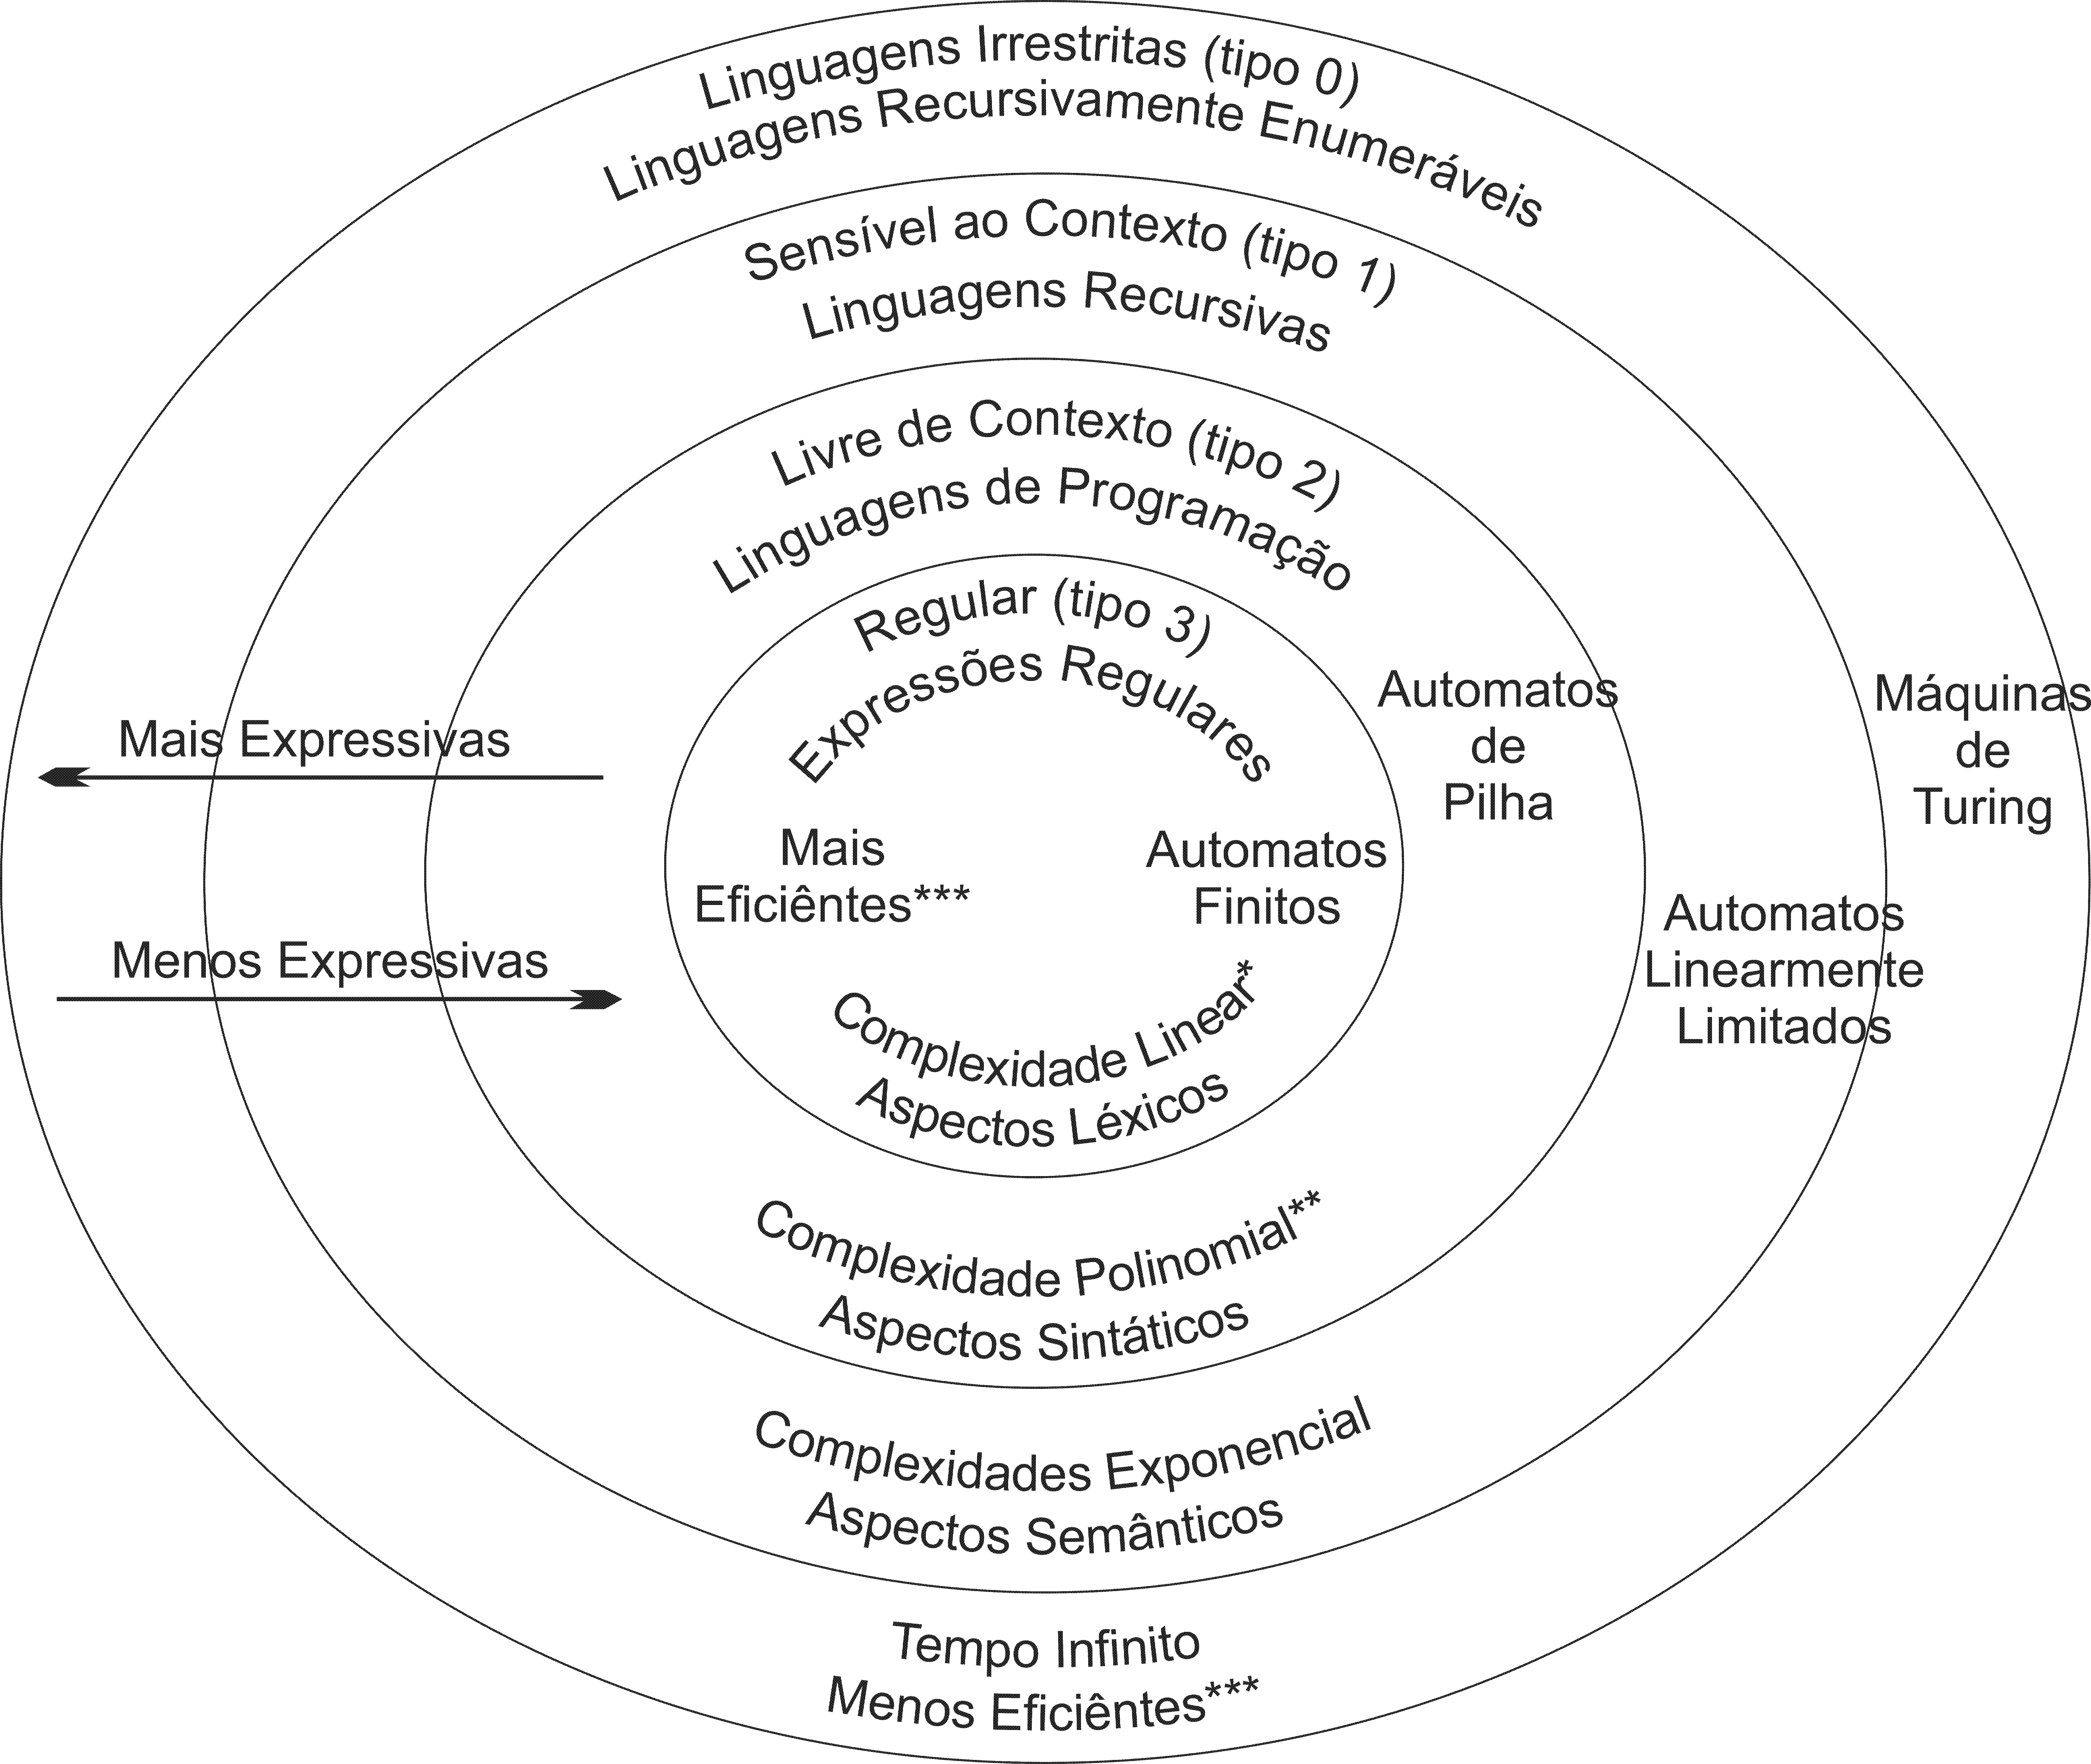 Linguagens Irrestritas (tipo 0)
Linguagens Recursivamente Enumeráveis
Sensível ao Contexto (tipo 1)
Linguagens Recursivas
Livre de Contexto (tipo 2)
Linguagens de Programação
Regular (tipo 3)
Expressões Regulares
Mais Expressivas
Menos Expressivas
Mais
Eficiêntes***
Automatos
Finitos
Automatos
de
Pilha
Automatos
Linearmente
Limitados
Máquinas
de
Turing
Complexidade Linear*
Aspectos Léxicos
Complexidade Polinomial**
Aspectos Sintáticos
Complexidades Exponencial
Aspectos Semânticos
Tempo Infinito
Menos Eficiêntes***